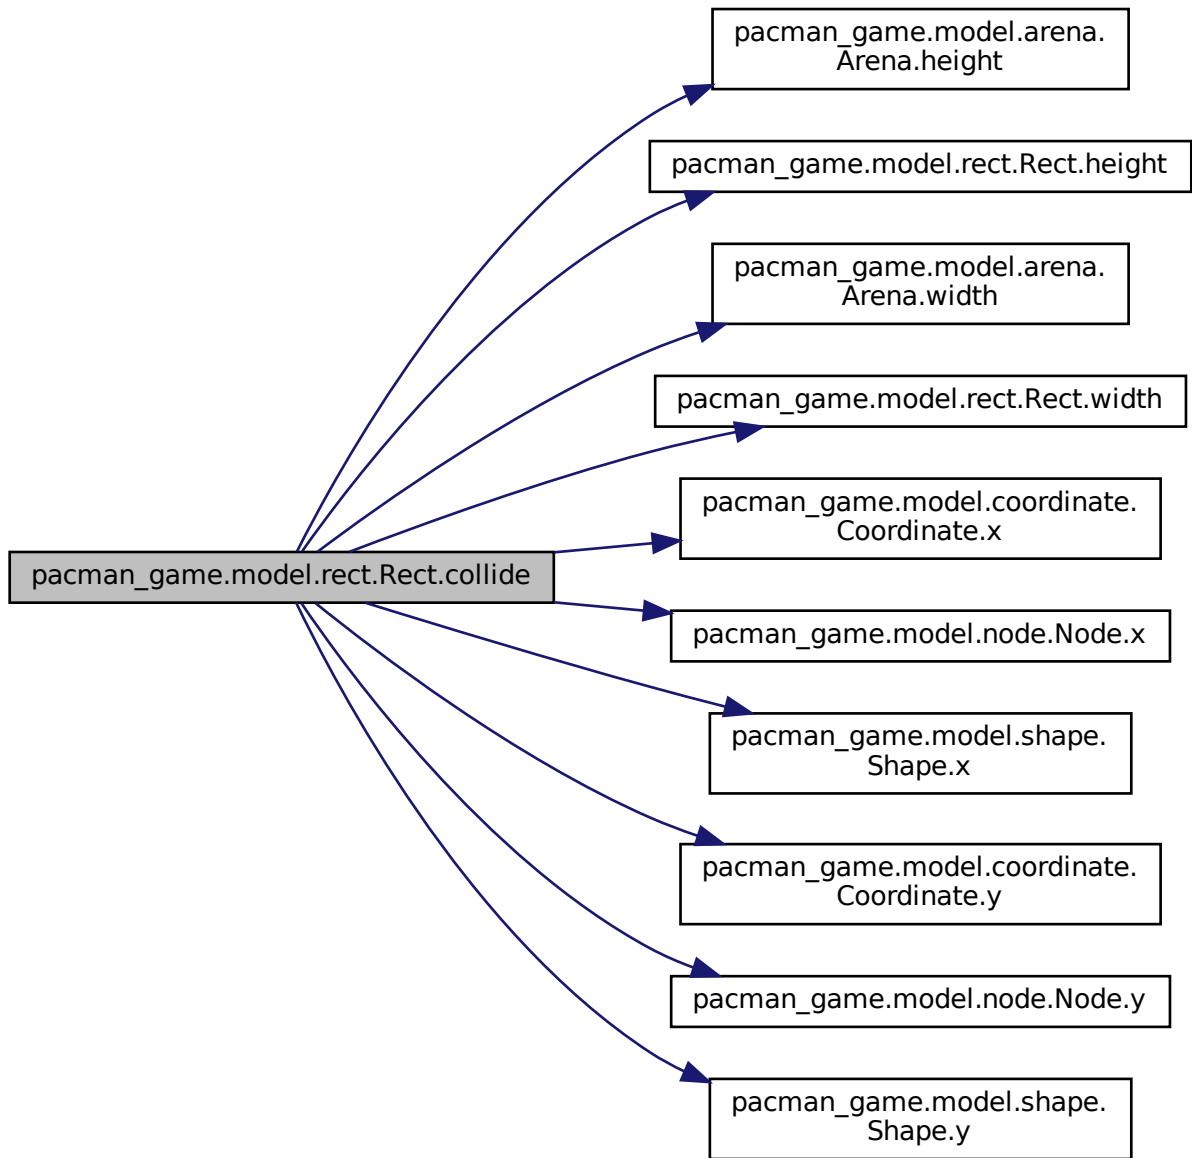 pacman_game.model.arena.
Arena.height
pacman_game.model.rect.Rect.height
pacman_game.model.arena.
Arena.width
pacman_game.model.rect.Rect.width
pacman_game.model.coordinate.
Coordinate.x
pacman_game.model.rect.Rect.collide
pacman_game.model.node.Node.x
pacman_game.model.shape.
Shape.x
pacman_game.model.coordinate.
Coordinate.y
pacman_game.model.node.Node.y
pacman_game.model.shape.
Shape.y